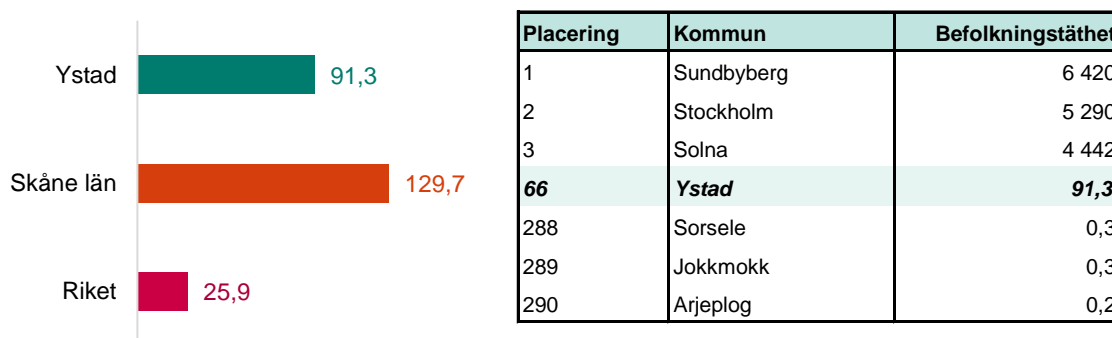 Ystad 91,3
Skåne län 129,7
Riket 25,9
Placering Kommun Befolkningstäthet
1 Sundbyberg 6 420
2 Stockholm 5 290
3 Solna 4 442
66 Ystad 91,3
288 Sorsele 0,3
289 Jokkmokk 0,3
290 Arjeplog 0,2